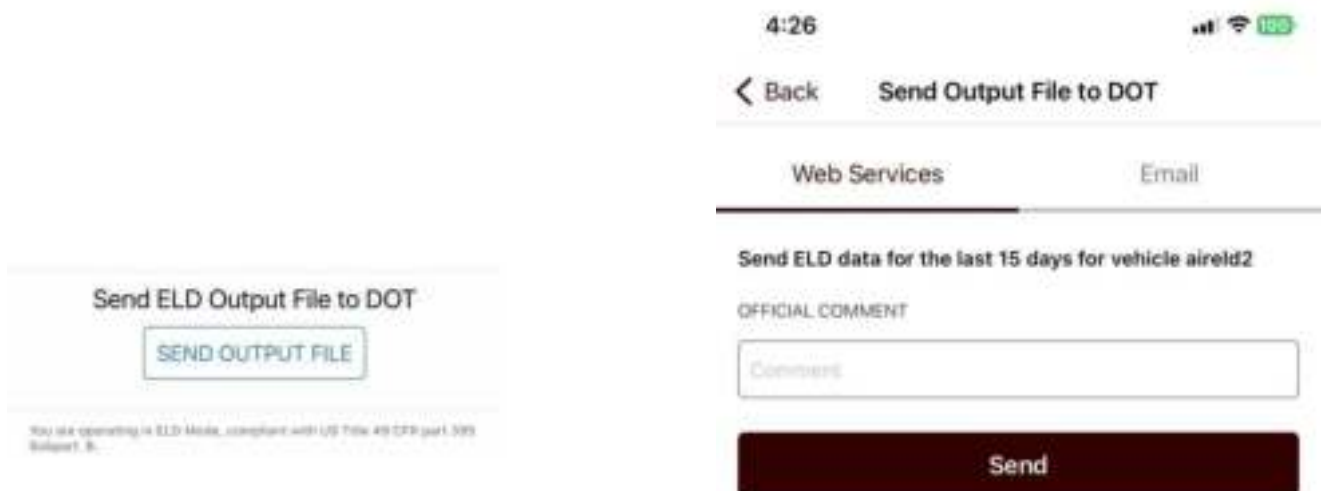 Send ELD Output File to DOT
SEND OUTPUT FILE
You are operating in ELD Mode, compliant with US Title 49 CFR part 395
Subpart B.
4:26
100
Back
Send Output File to DOT
Web Services
Email
Send ELD data for the last 15 days for vehicle aireld2
OFFICIAL COMMENT
Comment
Send